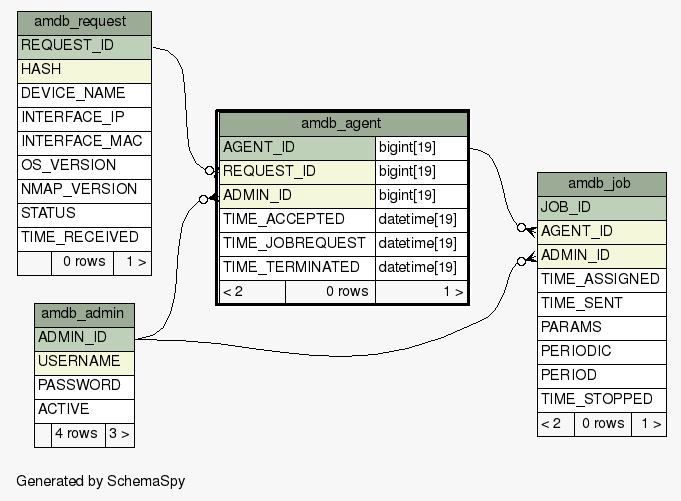 amdb_request
REQUEST_ID
HASH
DEVICE_NAME
INTERFACE_IP
INTERFACE_MAC
OS_VERSION
NMAP_VERSION
STATUS
TIME_RECEIVED
0 rows 1 >
amdb_agent
AGENT_ID bigint[19]
REQUEST_ID bigint[19]
ADMIN_ID bigint[19]
TIME_ACCEPTED datetime[19]
TIME_JOBREQUEST datetime[19]
TIME_TERMINATED datetime[19]
< 2 0 rows 1 >
amdb_job
JOB_ID
AGENT_ID
ADMIN_ID
TIME_ASSIGNED
TIME_SENT
PARAMS
PERIODIC
PERIOD
TIME_STOPPED
< 2 0 rows 1 >
amdb_admin
ADMIN_ID
USERNAME
PASSWORD
ACTIVE
4 rows 3 >
Generated by SchemaSpy